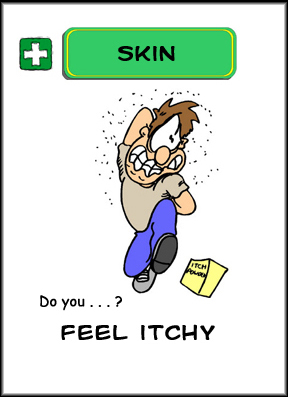 SKIN
ITCH
POWDER
Do you . . . ?
FEEL ITCHY